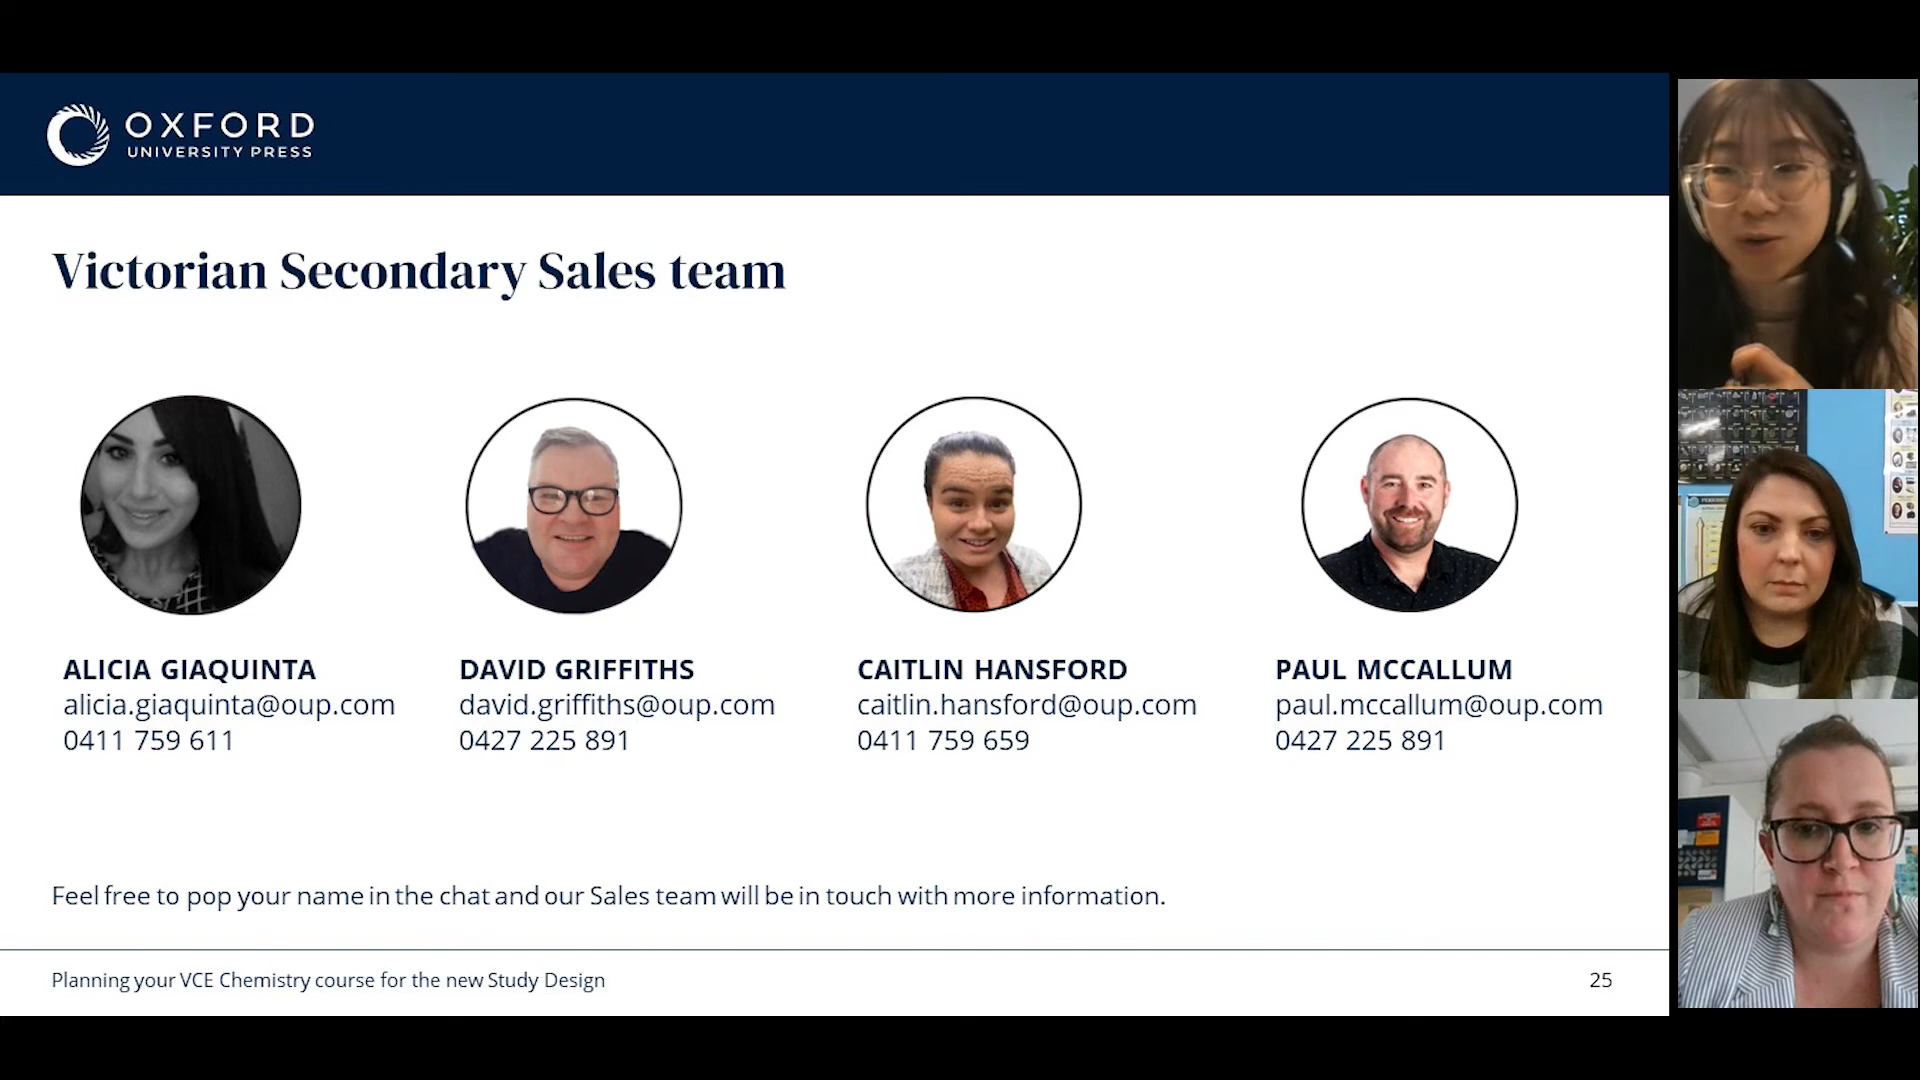 OXFORD
UNIVERSITY PRESS
Victorian Secondary Sales team
ALICIA GIAQUINTA
alicia.giaquinta@oup.com
0411 759 611
DAVID GRIFFITHS
david.griffiths@oup.com
0427 225 891
CAITLIN HANSFORD
caitlin.hansford@oup.com
0411 759 659
PAUL MCCALLUM
paul.mccallum@oup.com
0427 225 891
Feel free to pop your name in the chat and our Sales team will be in touch with more information.
Planning your VCE Chemistry course for the new Study Design
25